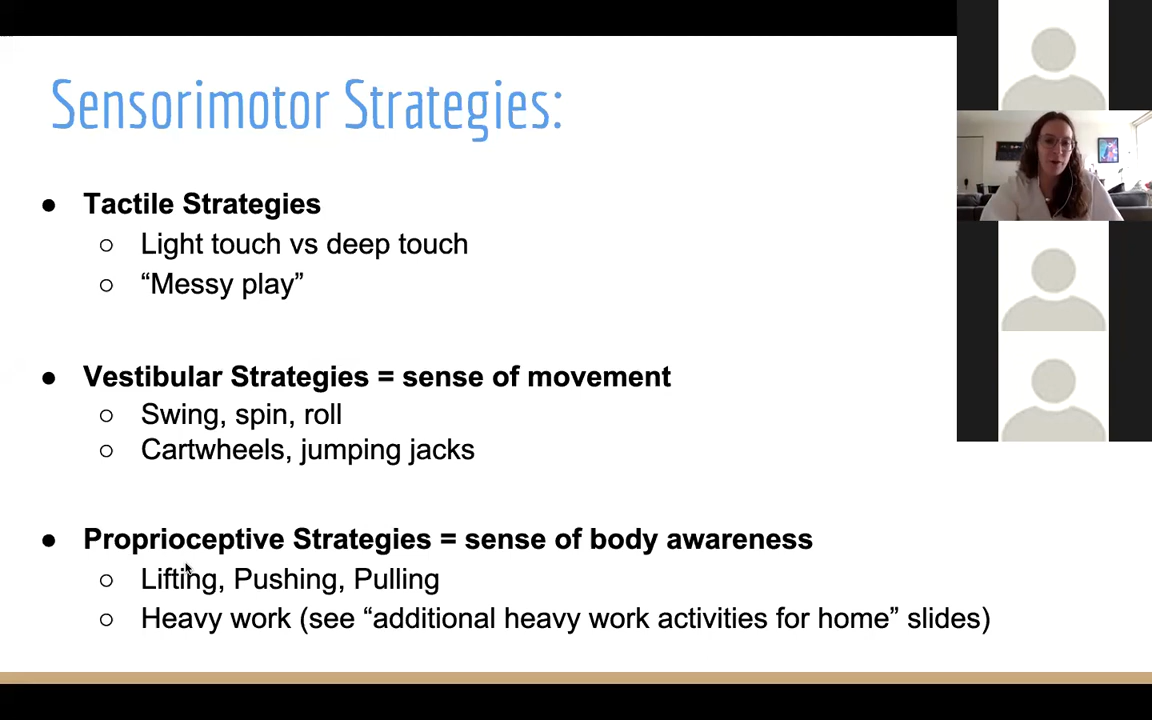 Sensorimotor Strategies:
● Tactile Strategies
○ Light touch vs deep touch
○ “Messy play”
● Vestibular Strategies = sense of movement
○ Swing, spin, roll
○ Cartwheels, jumping jacks
● Proprioceptive Strategies = sense of body awareness
○ Lifting, Pushing, Pulling
○ Heavy work (see “additional heavy work activities for home” slides)